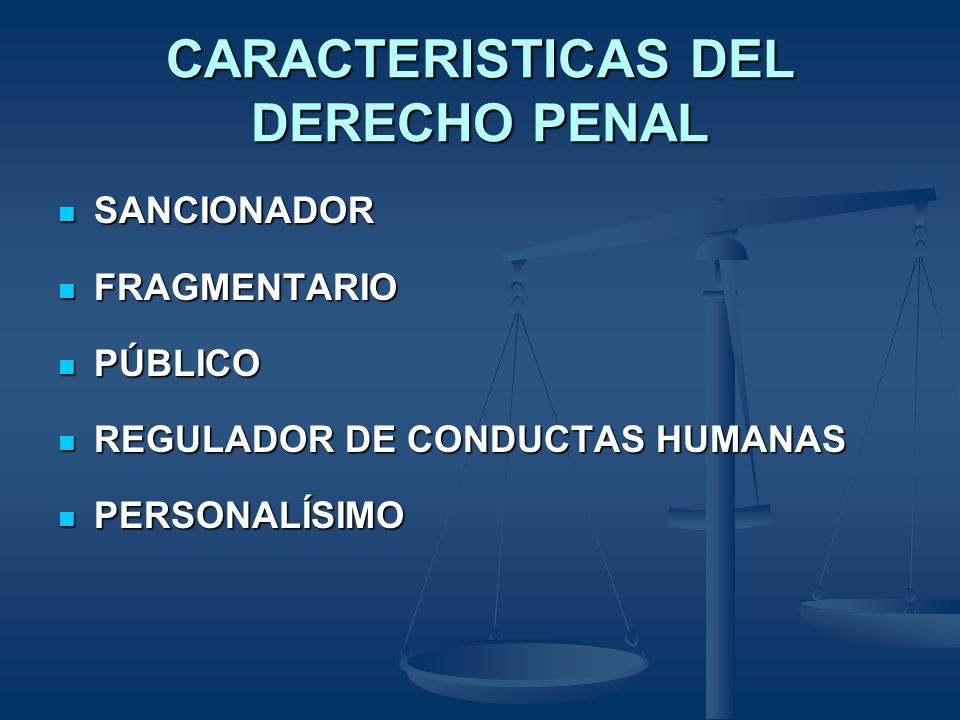 CARACTERISTICAS DEL
DERECHO PENAL
SANCIONADOR
FRAGMENTARIO
PÚBLICO
REGULADOR DE CONDUCTAS HUMANAS
PERSONALÍSIMO